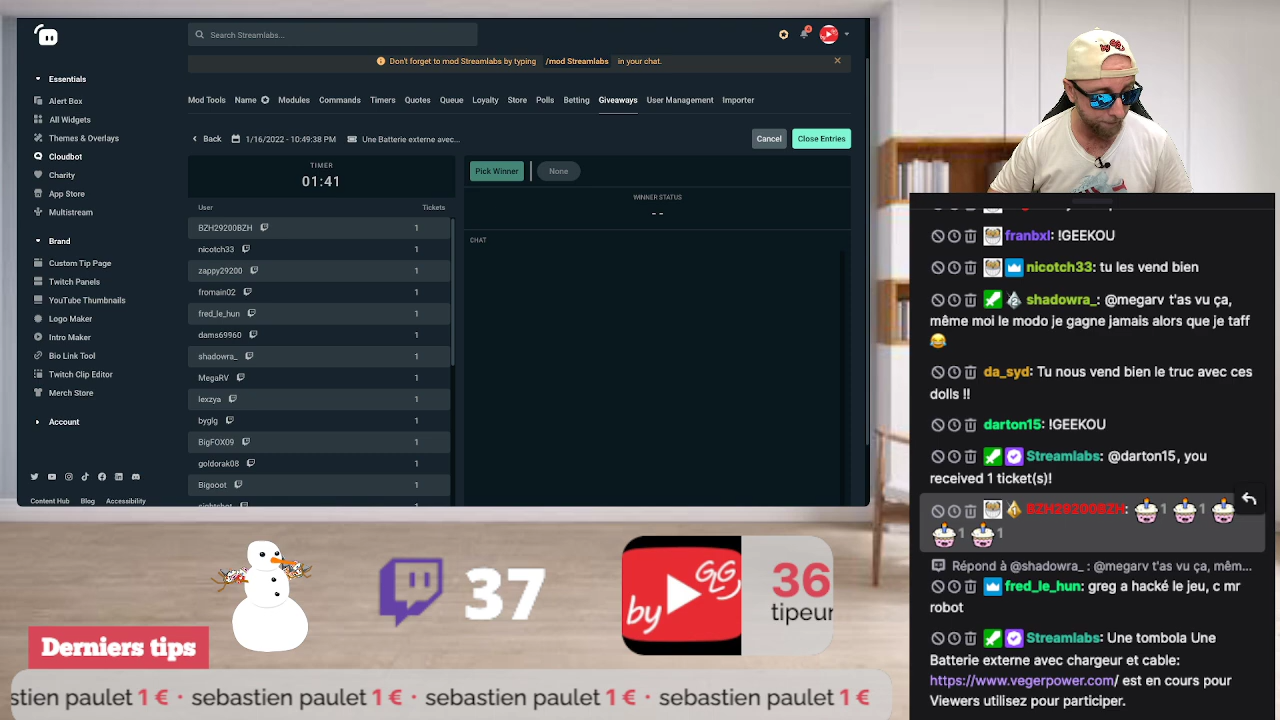 Search Streamlabs...
Don't forget to mod Streamlabs by typing /mod Streamlabs in your chat.
Essentials
Alert Box
All Widgets
Themes & Overlays
Cloudbot
Charity
App Store
Multistream
Brand
Custom Tip Page
Twitch Panels
YouTube Thumbnails
Logo Maker
Intro Maker
Bio Link Tool
Twitch Clip Editor
Merch Store
Account
Content Hub Blog Accessibility
Mod Tools Name Modules Commands Timers Quotes Queue Loyalty Store Polls Betting Giveaways User Management Importer
Back 1/16/2022 - 10:49:38 PM Une Batterie externe avec...
Cancel Close Entries
TIMER
01:41
User Tickets
BZH29200BZH 1
nicotch33 1
zappy29200 1
fromain02 1
fred_le_hun 1
dams69960 1
shadowra_ 1
MegaRV 1
lexzya 1
byglg 1
BigFOX09 1
goldorak08 1
Bigooot 1
Pick Winner None
WINNER STATUS
--
CHAT
franbxl: !GEEKOU
nicotch33: tu les vend bien
shadowra_: @megarv t'as vu ça,
même moi le modo je gagne jamais alors que je taff
da_syd: Tu nous vend bien le truc avec ces
dolls !!
darton15: !GEEKOU
Streamlabs: @darton15, you
received 1 ticket(s)!
BZH29200BZH: 1 1
1 1
Répond à @shadowra_ : @megarv t'as vu ça, mêm...
fred_le_hun: greg a hacké le jeu, c mr
robot
Streamlabs: Une tombola Une
Batterie externe avec chargeur et cable:
https://www.vegerpower.com/ est en cours pour
Viewers utilisez pour participer.
37
by GLG
36
tipeur
Derniers tips
stien paulet 1 € · sebastien paulet 1 € · sebastien paulet 1 € · sebastien paulet 1 €